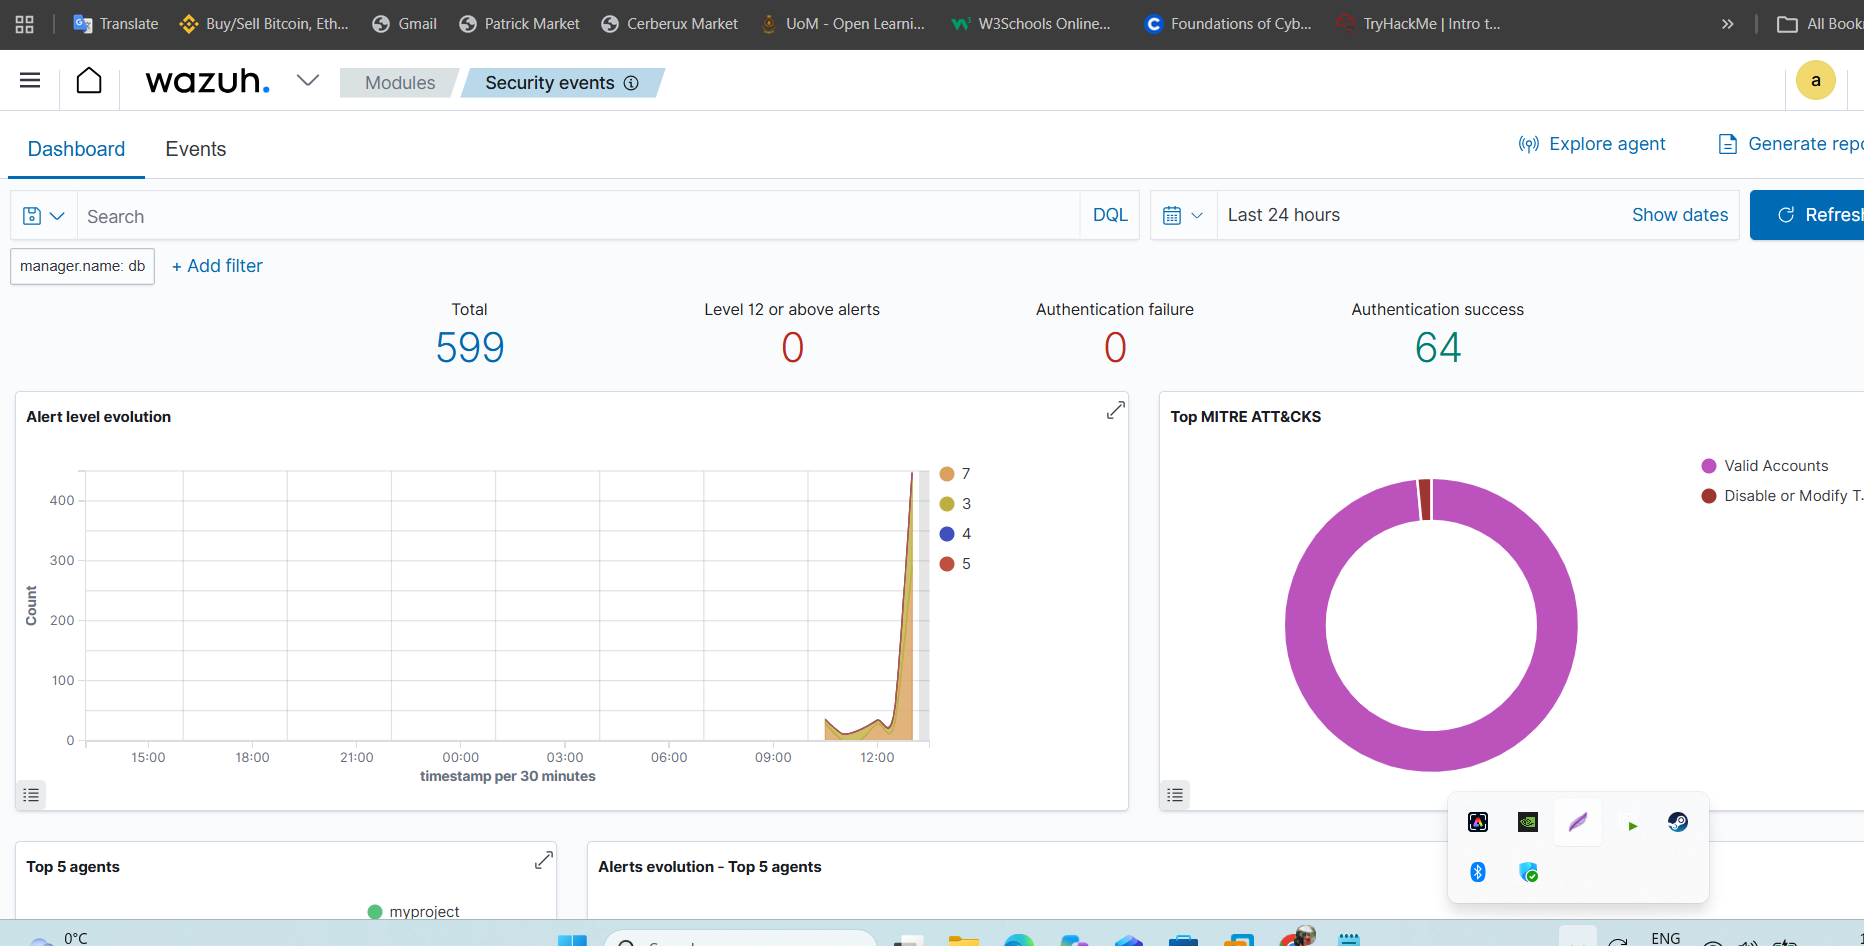 Translate
Buy/Sell Bitcoin, Eth...
Gmail
Patrick Market
Cerberux Market
UoM - Open Learni...
W3Schools Online...
Foundations of Cyb...
TryHackMe | Intro t...
»
All Book
wazuh.
Modules
Security events
a
Dashboard
Events
Explore agent
Generate repo
Search
DQL
Last 24 hours
Show dates
Refresh
manager.name: db
+ Add filter
Total
599
Level 12 or above alerts
0
Authentication failure
0
Authentication success
64
Alert level evolution
Count
400
300
200
100
0
15:00
18:00
21:00
00:00
03:00
06:00
09:00
12:00
timestamp per 30 minutes
7
3
4
5
Top MITRE ATT&CKS
Valid Accounts
Disable or Modify T...
Top 5 agents
myproject
Alerts evolution - Top 5 agents
0°C
ENG